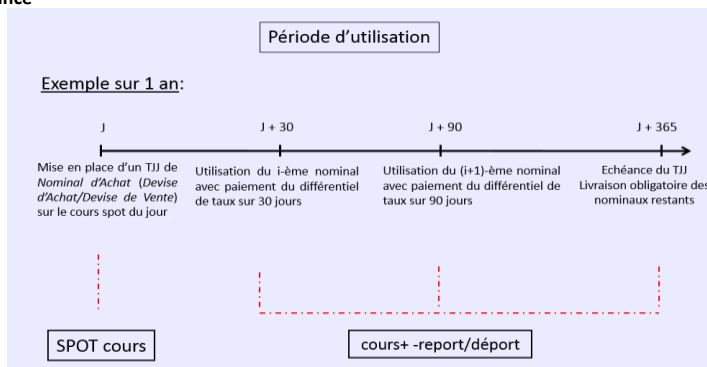 Période d'utilisation
Exemple sur 1 an:
J
J + 30
J + 90
J + 365
Mise en place d'un TJJ de
Nominal d'Achat (Devise
d'Achat/Devise de Vente)
sur le cours spot du jour
Utilisation du i-ème nominal
avec paiement du différentiel
de taux sur 30 jours
Utilisation du (i+1)-ème nominal
avec paiement du différentiel de
taux sur 90 jours
Echéance du TJJ
Livraison obligatoire des
nominaux restants
SPOT cours
cours+ -report/déport